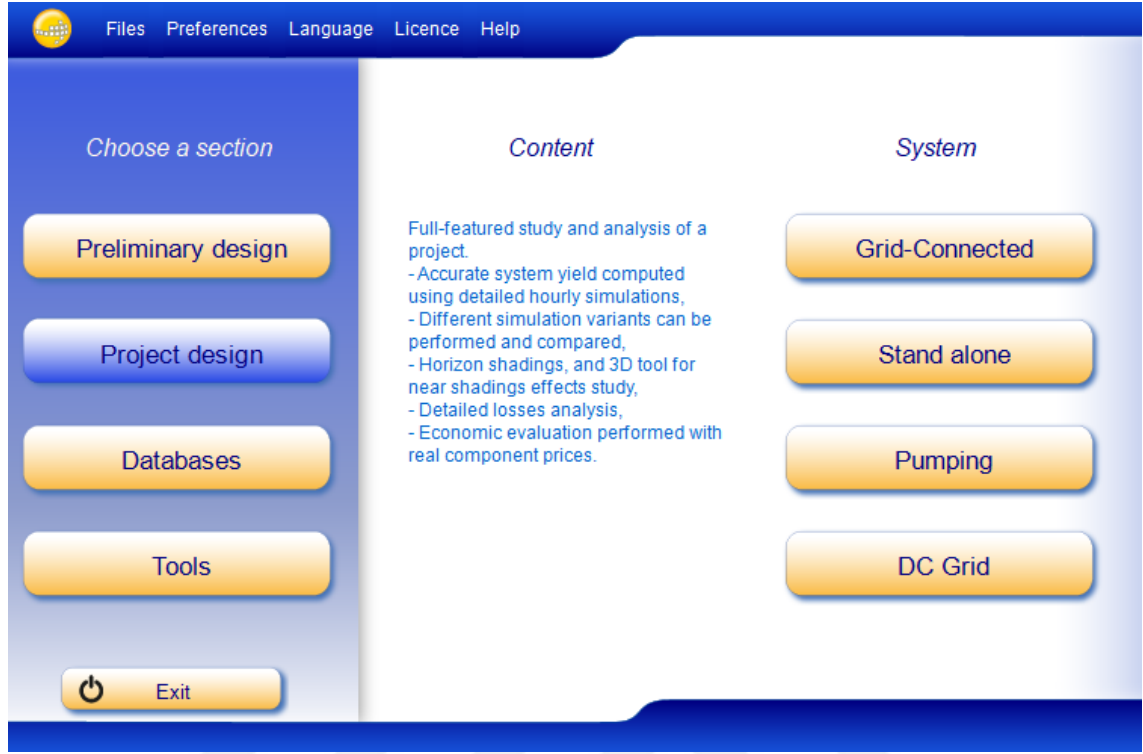 Files Preferences Language Licence Help
Choose a section
Preliminary design
Project design
Databases
Tools
Exit
Content
Full-featured study and analysis of a
project.
- Accurate system yield computed
using detailed hourly simulations,
- Different simulation variants can be
performed and compared,
- Horizon shadings, and 3D tool for
near shadings effects study,
- Detailed losses analysis,
- Economic evaluation performed with
real component prices.
System
Grid-Connected
Stand alone
Pumping
DC Grid